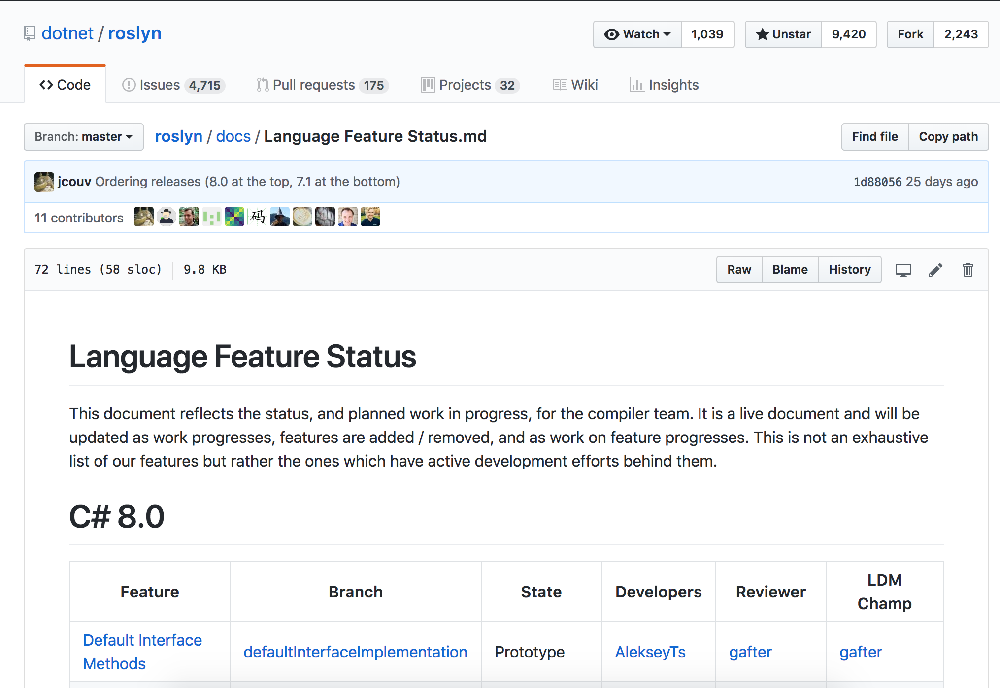 dotnet / roslyn
Watch 1,039
Unstar 9,420
Fork 2,243
Code
Issues 4,715
Pull requests 175
Projects 32
Wiki
Insights
Branch: master
roslyn / docs / Language Feature Status.md
Find file
Copy path
jcouv Ordering releases (8.0 at the top, 7.1 at the bottom)
1d88056 25 days ago
11 contributors
码
72 lines (58 sloc)
9.8 KB
Raw
Blame
History
Language Feature Status
This document reflects the status, and planned work in progress, for the compiler team. It is a live document and will be
updated as work progresses, features are added / removed, and as work on feature progresses. This is not an exhaustive
list of our features but rather the ones which have active development efforts behind them.
C# 8.0
Feature
Branch
State
Developers
Reviewer
LDM
Champ
Default Interface
Methods
defaultInterfaceImplementation
Prototype
AlekseyTs
gafter
gafter